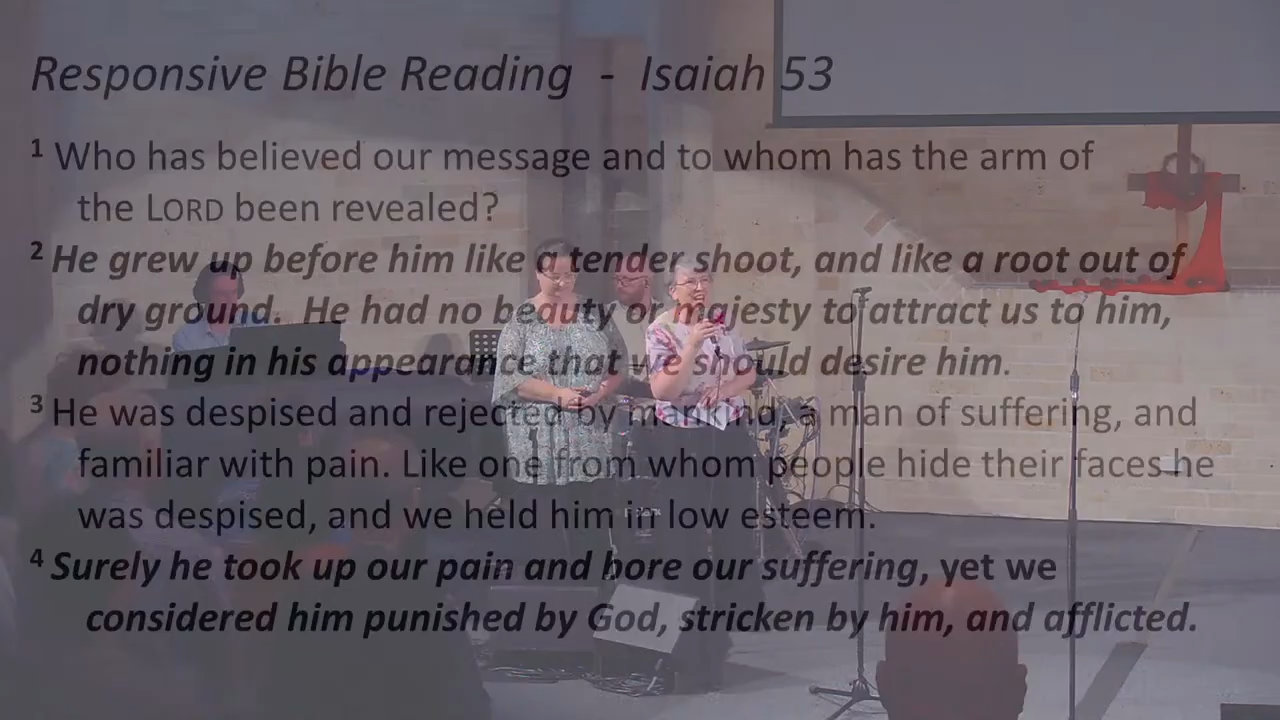 Responsive Bible Reading - Isaiah 53
1 Who has believed our message and to whom has the arm of
the LORD been revealed?
2 He grew up before him like a tender shoot, and like a root out of
dry ground. He had no beauty or majesty to attract us to him,
nothing in his appearance that we should desire him.
3 He was despised and rejected by mankind, a man of suffering, and
familiar with pain. Like one from whom people hide their faces he
was despised, and we held him in low esteem.
4 Surely he took up our pain and bore our suffering, yet we
considered him punished by God, stricken by him, and afflicted.